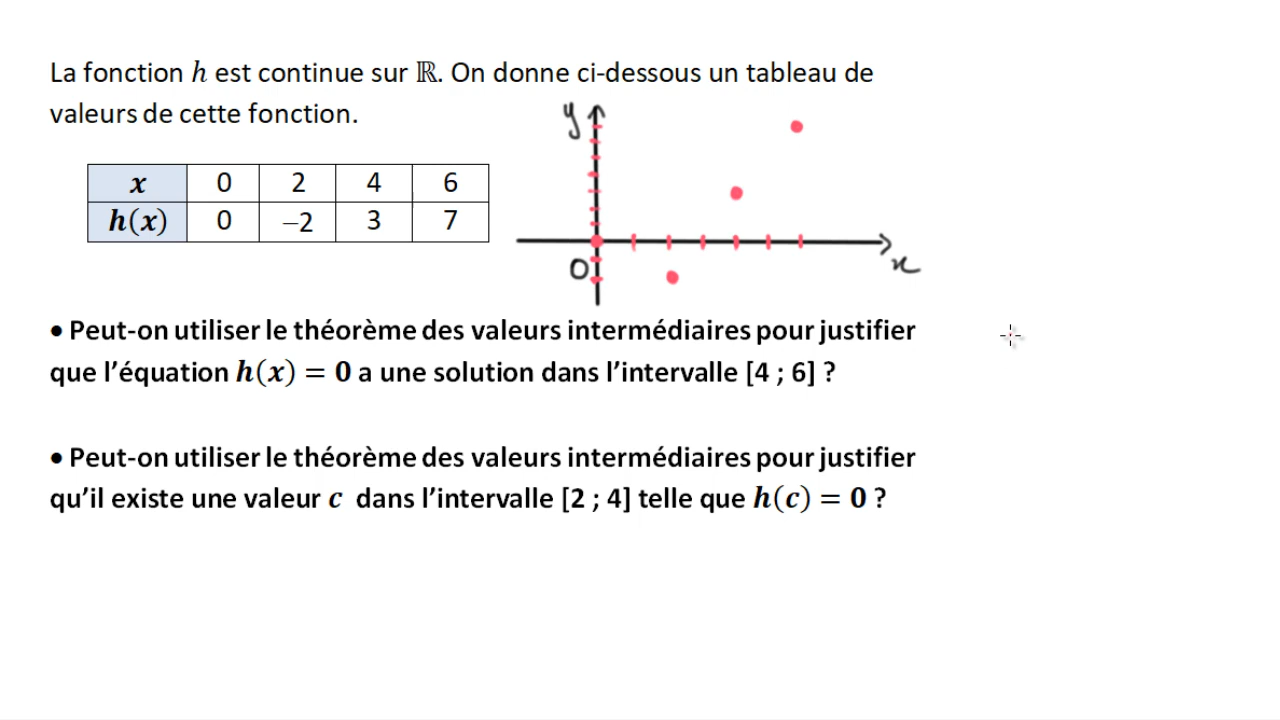 La fonction h est continue sur ℝ. On donne ci-dessous un tableau de
valeurs de cette fonction.
y
x 0 2 4 6
h(x) 0 −2 3 7
0
x
• Peut-on utiliser le théorème des valeurs intermédiaires pour justifier
que l’équation h(x) = 0 a une solution dans l’intervalle [4 ; 6] ?
• Peut-on utiliser le théorème des valeurs intermédiaires pour justifier
qu’il existe une valeur c dans l’intervalle [2 ; 4] telle que h(c) = 0 ?